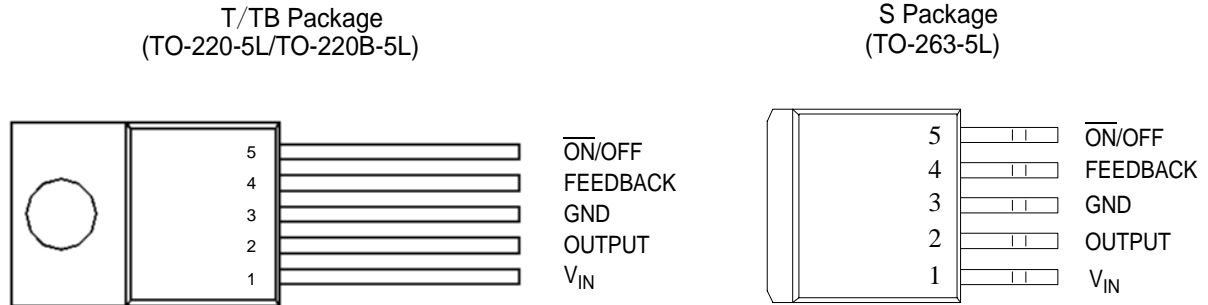 T/TB Package
(TO-220-5L/TO-220B-5L)
5 ON/OFF
4 FEEDBACK
3 GND
2 OUTPUT
1 VIN
S Package
(TO-263-5L)
5 ON/OFF
4 FEEDBACK
3 GND
2 OUTPUT
1 VIN